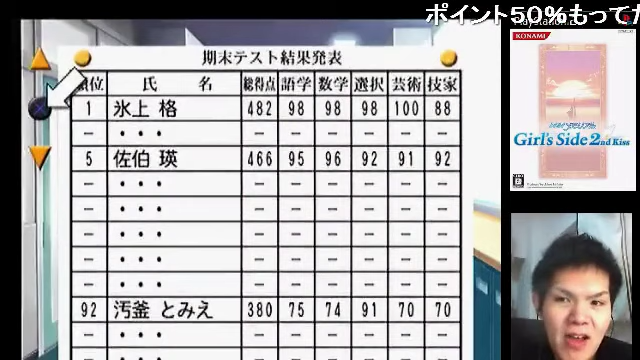 ポイント50%もってた
期末テスト結果発表
順位 氏 名 総得点 語学 数学 選択 芸術 技家
1 氷上 格 482 98 98 98 100 88
— ・・・ — — — — — —
5 佐伯 瑛 466 95 96 92 91 92
— ・・・ — — — — — —
— ・・・ — — — — — —
— ・・・ — — — — — —
— ・・・ — — — — — —
— ・・・ — — — — — —
92 汚釜 とみえ 380 75 74 91 70 70
— ・・・ — — — — — —
・・・ — — — — — —
PlayStation 2
KONAMI
Girl's Side 2nd Kiss